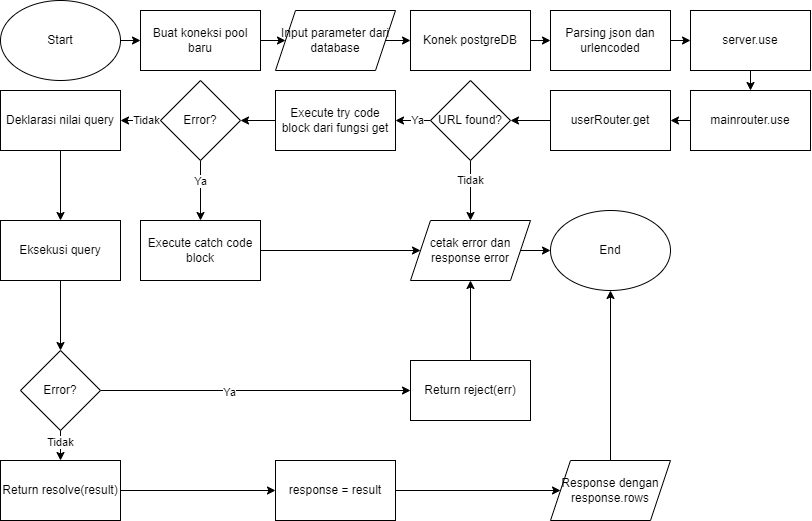 Start
Buat koneksi pool
baru
Input parameter dari
database
Konek postgreDB
Parsing json dan
urlencoded
server.use
Deklarasi nilai query
Tidak
Error?
Execute try code
block dari fungsi get
Ya
URL found?
userRouter.get
mainrouter.use
Ya
Tidak
Eksekusi query
Execute catch code
block
cetak error dan
response error
End
Error?
Ya
Return reject(err)
Tidak
Return resolve(result)
response = result
Response dengan
response.rows